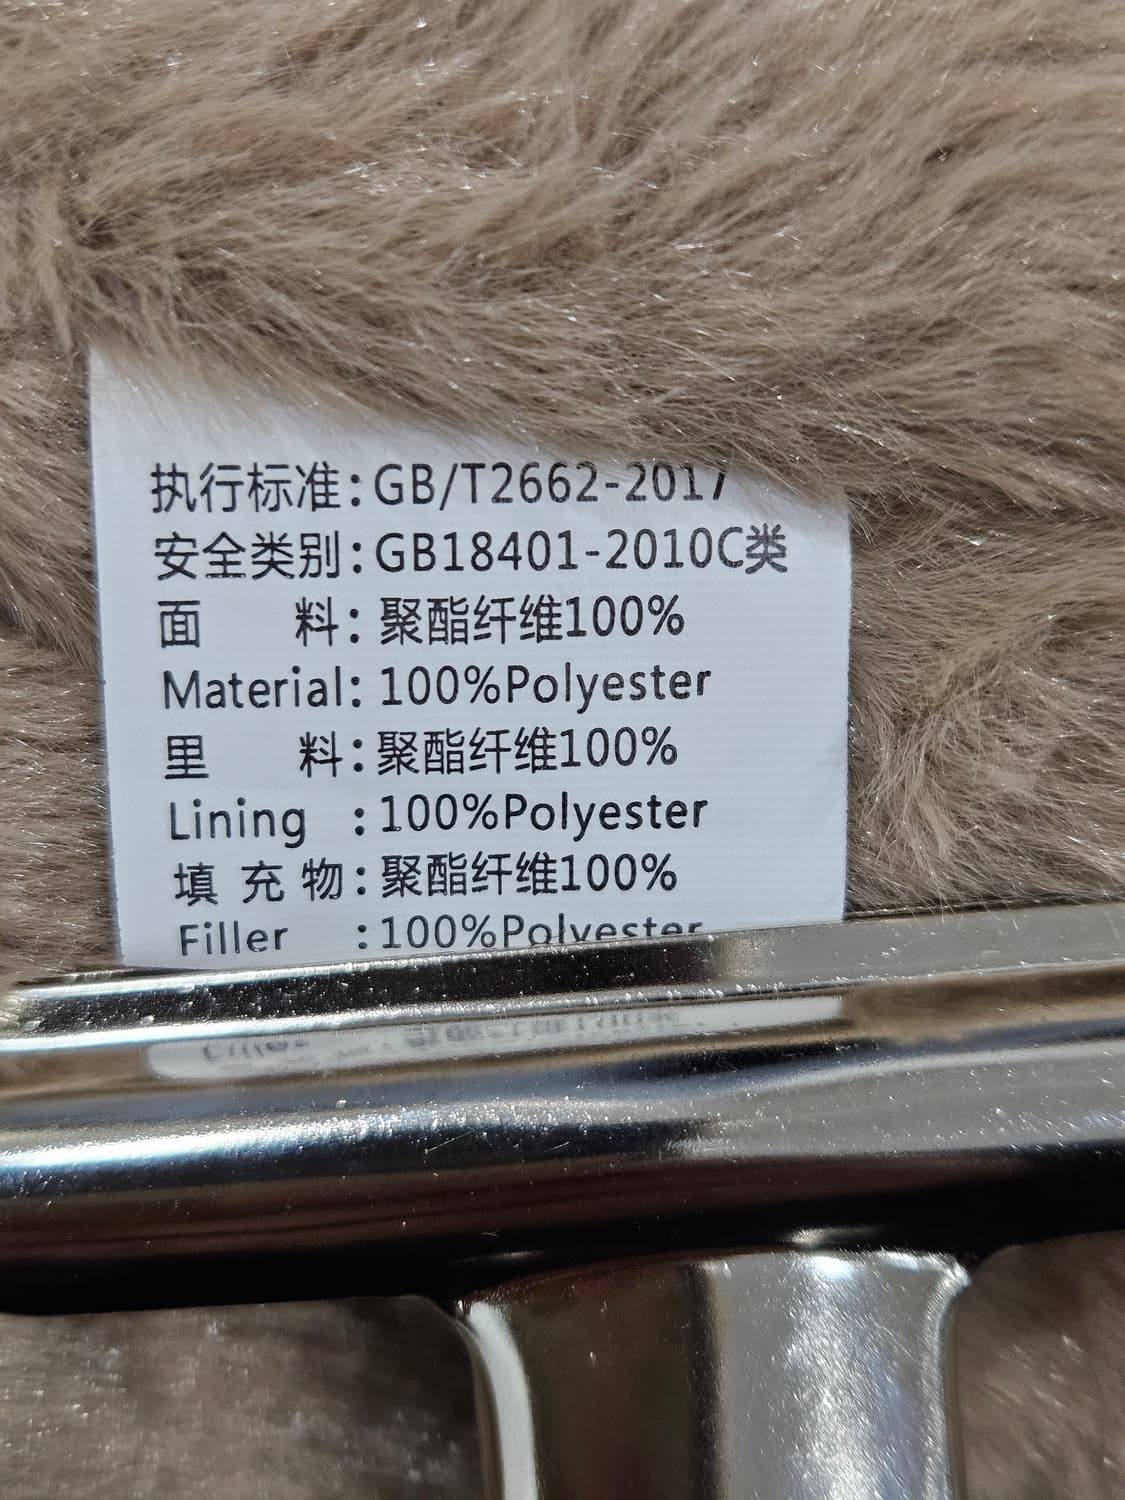 执行标准:GB/T2662-2017
安全类别:GB18401-2010C类
面 料:聚酯纤维100%
Material:100%Polyester
里 料:聚酯纤维100%
Lining :100%Polyester
填充物:聚酯纤维100%
Filler :100%Polyester